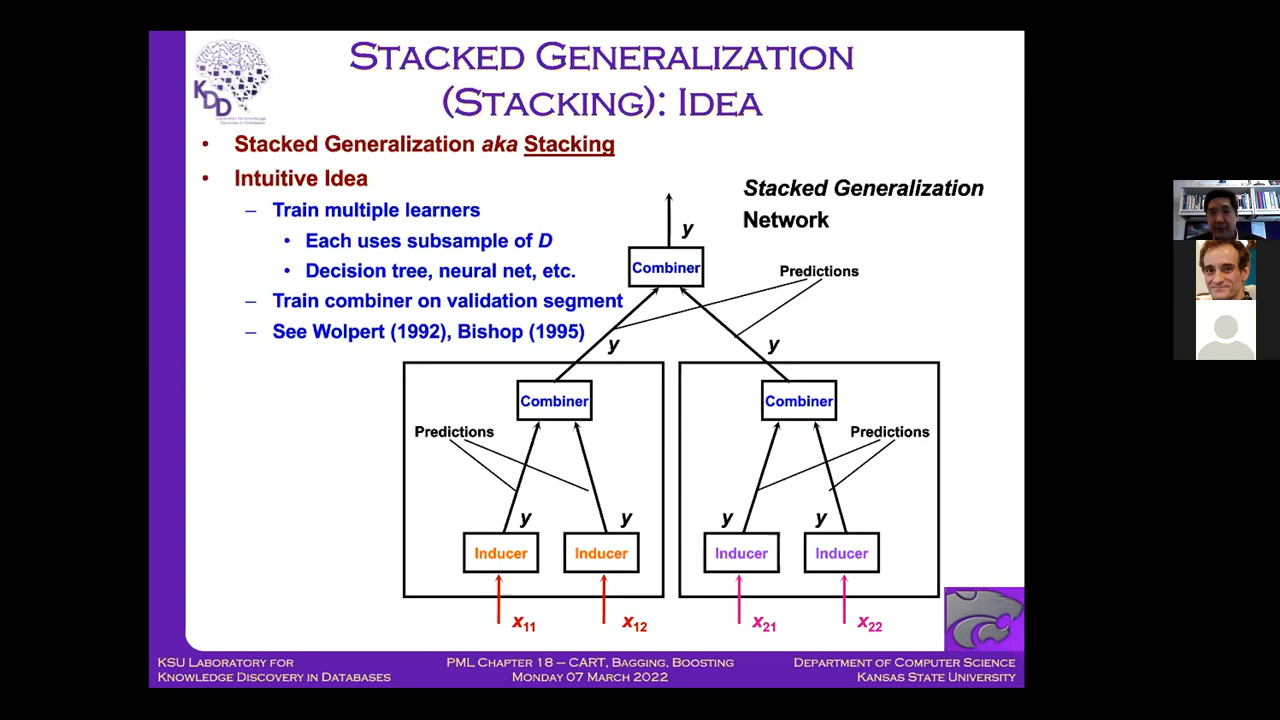 STACKED GENERALIZATION
(STACKING): IDEA
KDD
• Stacked Generalization aka Stacking
• Intuitive Idea
– Train multiple learners
• Each uses subsample of D
• Decision tree, neural net, etc.
– Train combiner on validation segment
– See Wolpert (1992), Bishop (1995)
Stacked Generalization
Network
y
Combiner
Predictions
y
y
Combiner
Combiner
Predictions
Predictions
y
y
y
y
Inducer
Inducer
Inducer
Inducer
x11
x12
x21
x22
KSU LABORATORY FOR
KNOWLEDGE DISCOVERY IN DATABASES
PML CHAPTER 18 – CART, BAGGING, BOOSTING
MONDAY 07 MARCH 2022
DEPARTMENT OF COMPUTER SCIENCE
KANSAS STATE UNIVERSITY